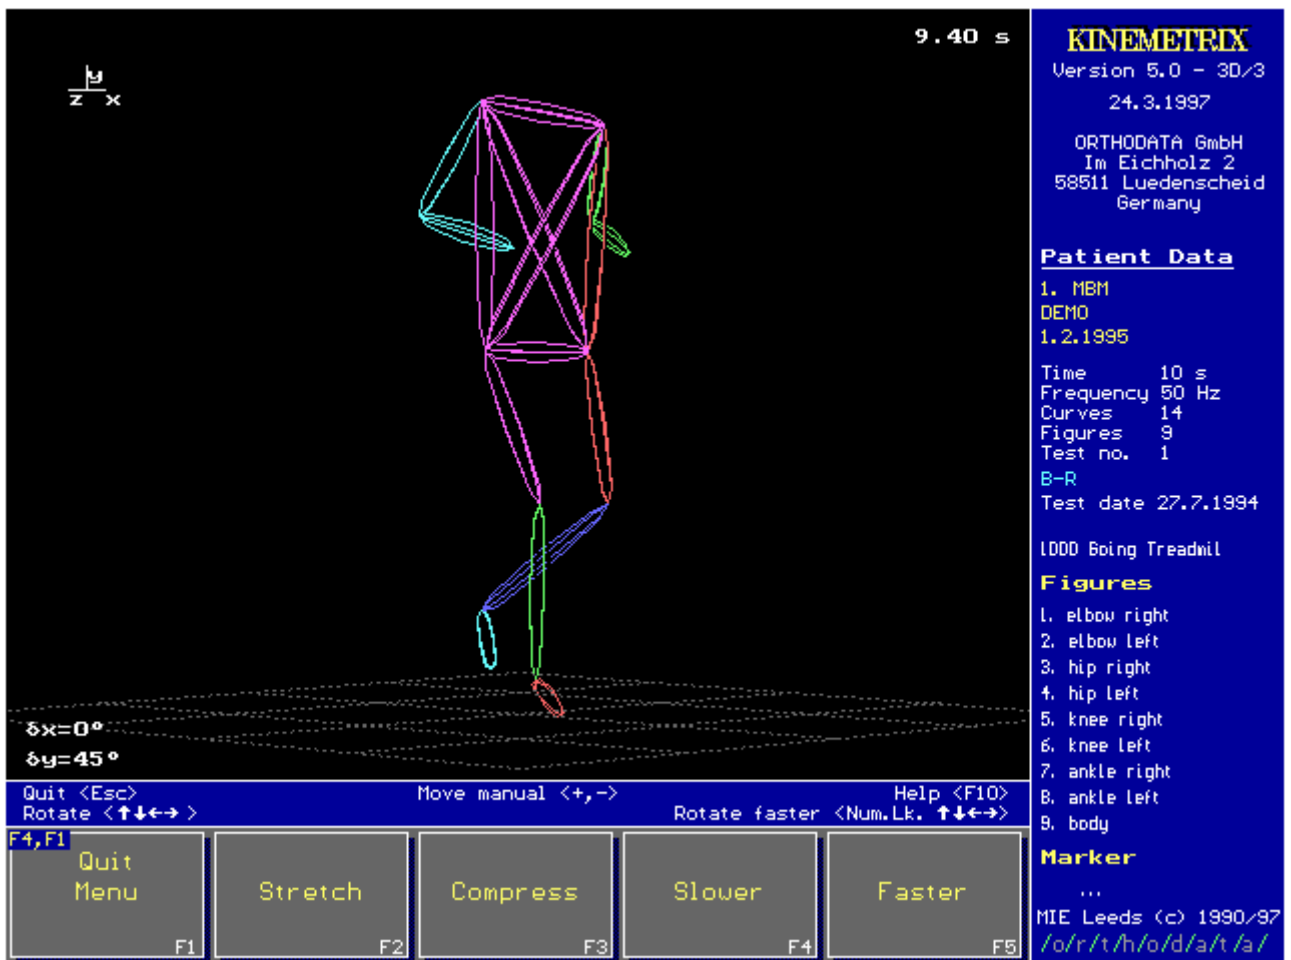 9.40 s
y
z x
δx=0°
δy=45°
Quit <Esc> Move manual <+,-> Help <F10>
Rotate <↑↓←→ > Rotate faster <Num.Lk. ↑↓←→>
F4,F1
Quit
Menu
F1
Stretch
F2
Compress
F3
Slower
F4
Faster
F5
KINEMETRIX
Version 5.0 - 3D/3
24.3.1997
ORTHODATA GmbH
Im Eichholz 2
58511 Luedenscheid
Germany
Patient Data
1. MBM
DEMO
1.2.1995
Time 10 s
Frequency 50 Hz
Curves 14
Figures 9
Test no. 1
B-R
Test date 27.7.1994
lDDD Going Treadmil
Figures
1. elbow right
2. elbow left
3. hip right
4. hip left
5. knee right
6. knee left
7. ankle right
8. ankle left
9. body
Marker
...
MIE Leeds (c) 1990/97
/o/r/t/h/o/d/a/t/a/